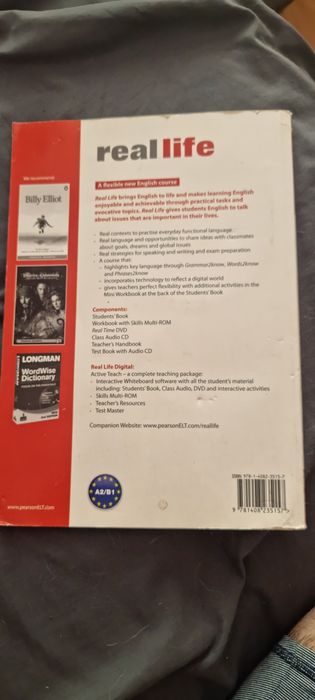 real life
A flexible new English course
Real Life brings English to life and makes learning English
enjoyable and achievable through practical tasks and
evocative topics. Real Life gives students English to talk
about issues that are important in their lives.
- Real contexts to practise everyday functional language
- Real language and opportunities to share ideas with classmates
about goals, dreams and global issues
- Real strategies for speaking and writing and exam preparation
- A course that:
- highlights key language through Grammar2know, Words2know
and Phrases2know
- incorporates technology to reflect a digital world
- gives teachers perfect flexibility with additional activities in the
Mini Workbook at the back of the Students' Book
Components:
Students' Book
Workbook with Skills Multi-ROM
Real Time DVD
Class Audio CD
Teacher's Handbook
Test Book with Audio CD
Real Life Digital:
Active Teach – a complete teaching package:
- Interactive Whiteboard software with all the student's material
including: Students' Book, Class Audio, DVD and interactive activities
- Skills Multi-ROM
- Teacher's Resources
- Test Master
Companion Website: www.pearsonELT.com/reallife
We recommend:
Billy Elliot
LONGMAN
WordWise
Dictionary
www.pearsonELT.com
A2/B1
ISBN 978-1-4082-3515-7
9 781408 235157 >